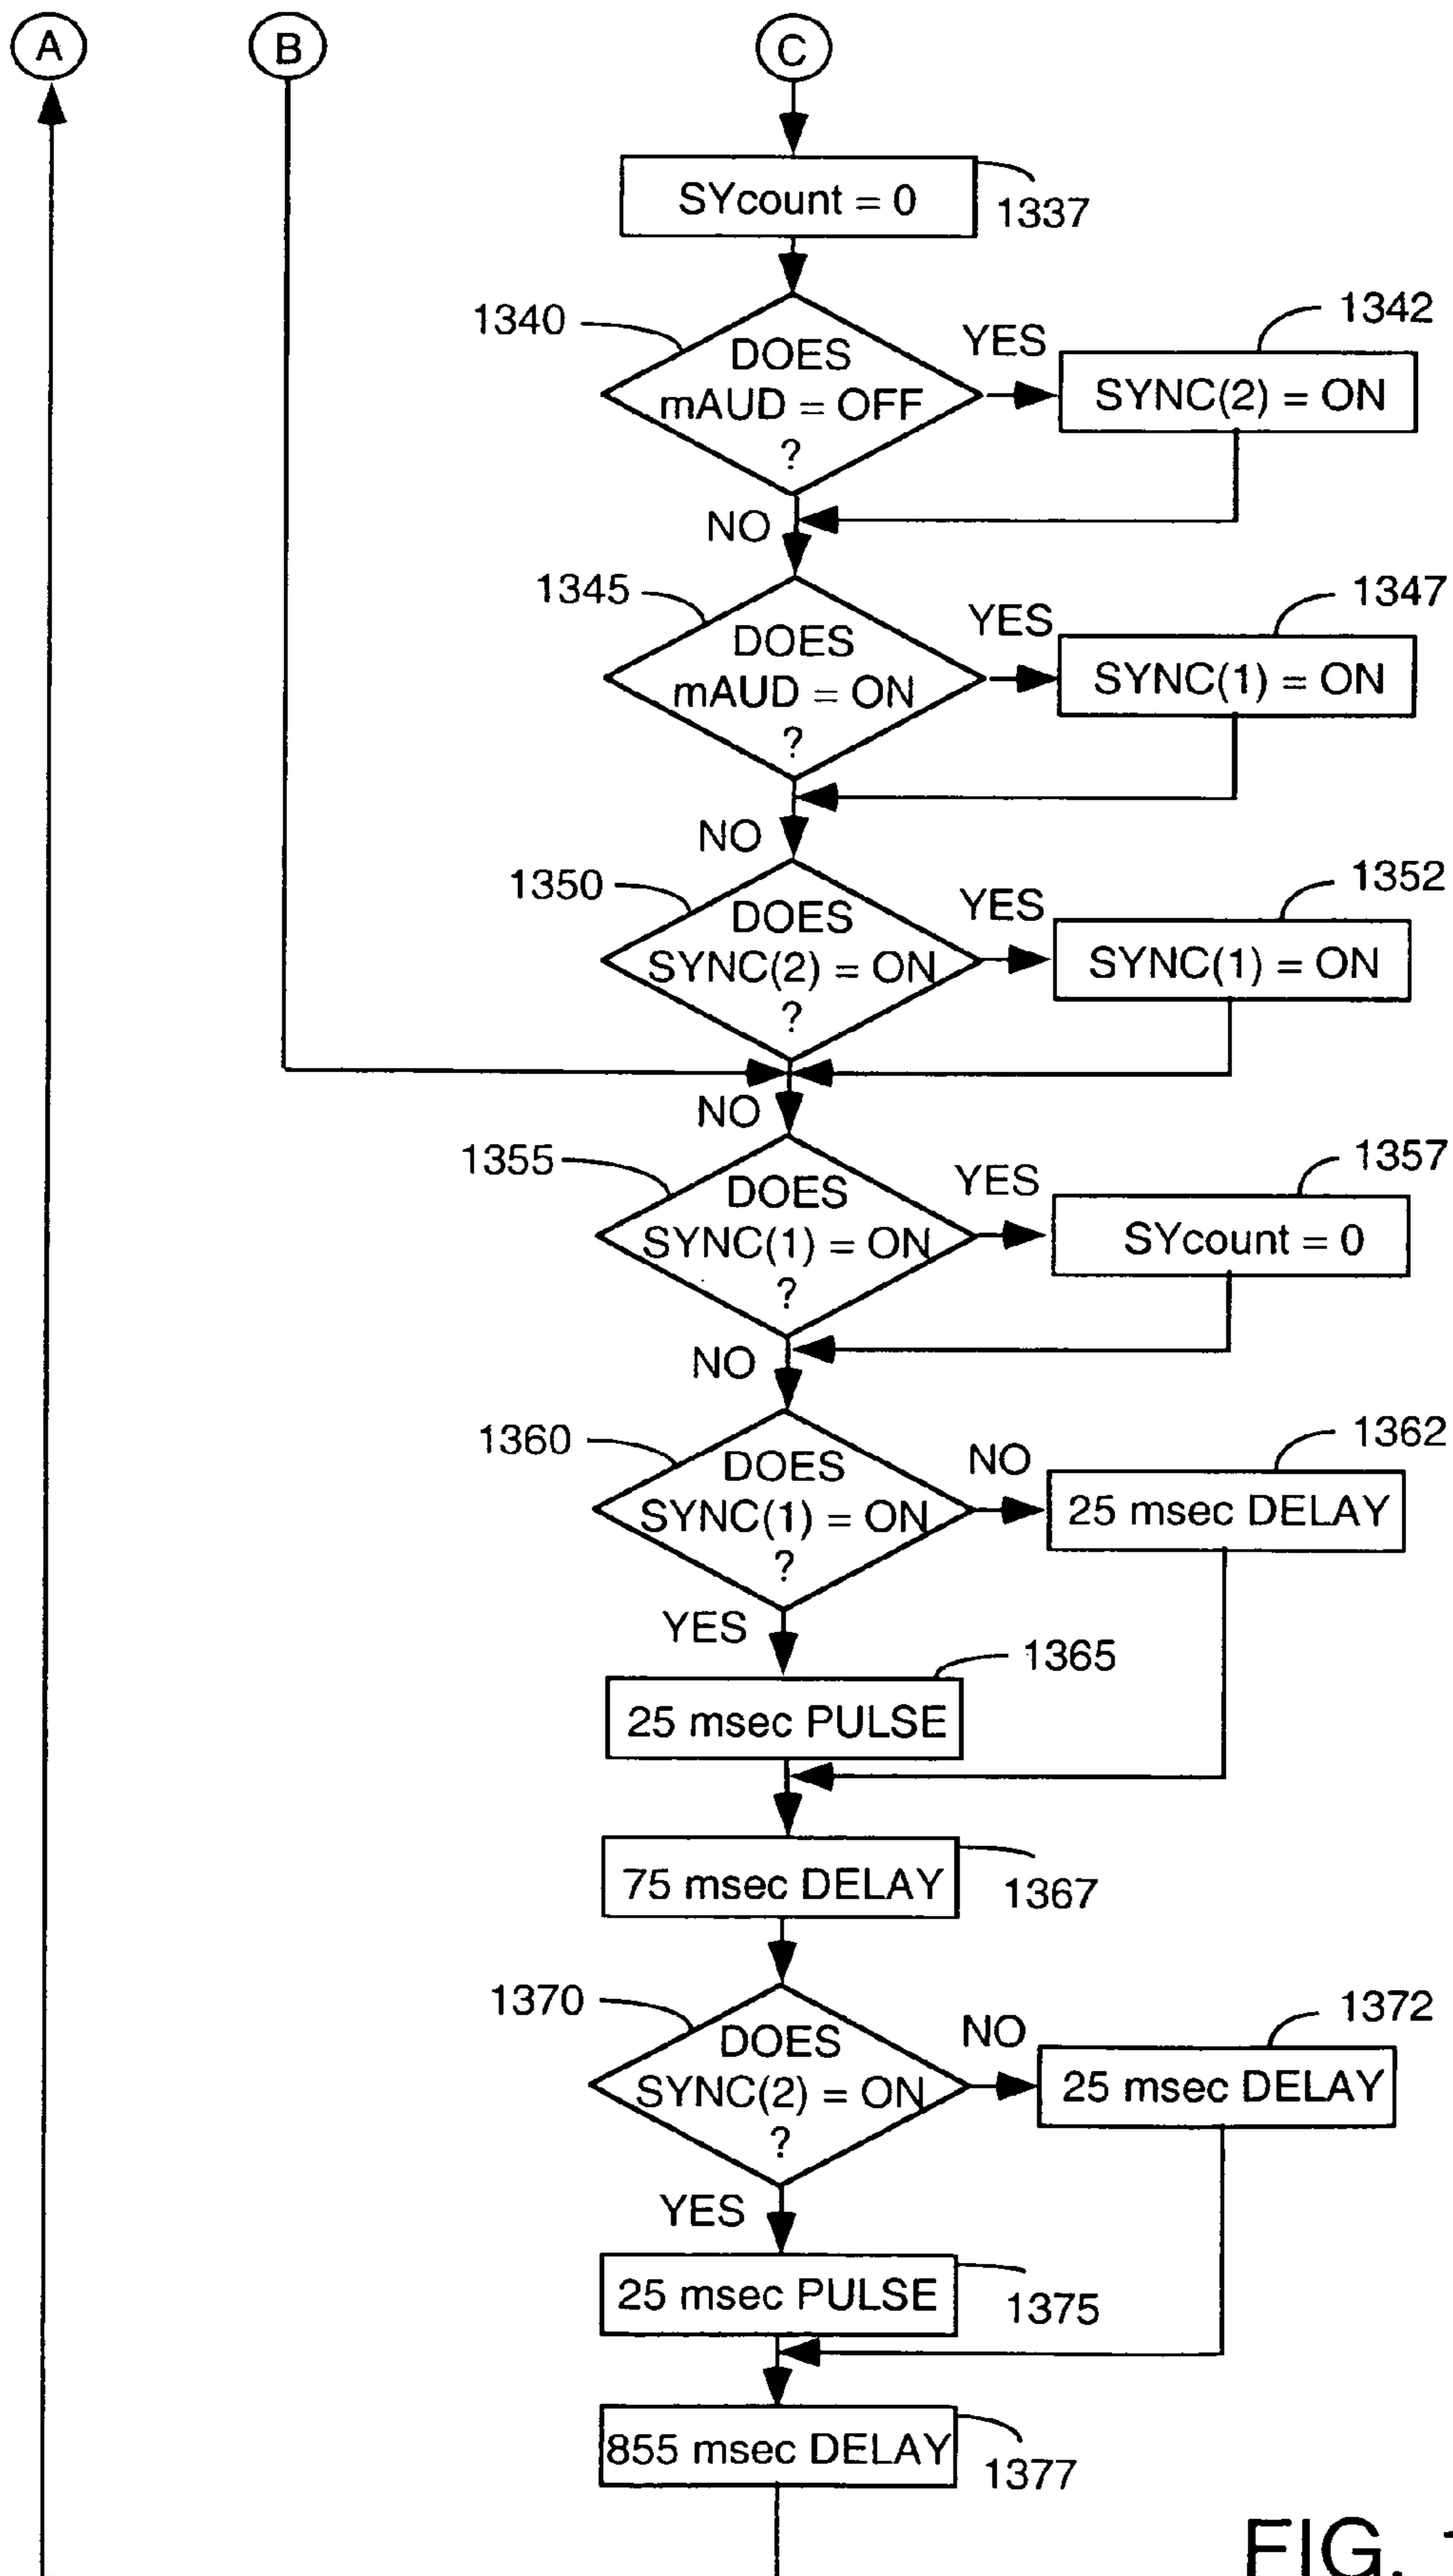 A B C
SYcount = 0
1337
1340
DOES
mAUD = OFF
?
YES
1342
SYNC(2) = ON
NO
1345
DOES
mAUD = ON
?
YES
1347
SYNC(1) = ON
NO
1350
DOES
SYNC(2) = ON
?
YES
1352
SYNC(1) = ON
NO
1355
DOES
SYNC(1) = ON
?
YES
1357
SYcount = 0
NO
1360
DOES
SYNC(1) = ON
?
NO
1362
25 msec DELAY
YES
1365
25 msec PULSE
75 msec DELAY
1367
1370
DOES
SYNC(2) = ON
?
NO
1372
25 msec DELAY
YES
25 msec PULSE
1375
855 msec DELAY
1377
FIG.